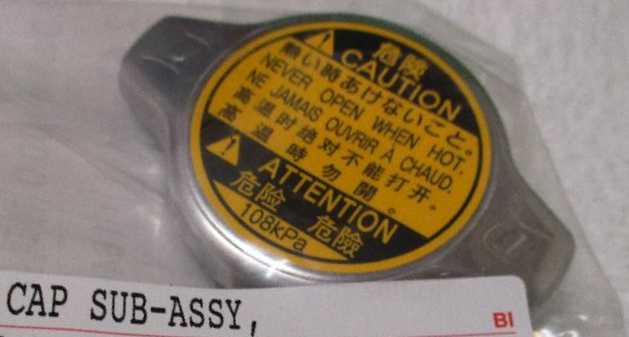 危険
CAUTION
熱い時あけないこと。
NEVER OPEN WHEN HOT.
NE JAMAIS OUVRIR À CHAUD.
高温时绝对不能打开。
高温時勿開。
ATTENTION
危险 危險
108kPa
CAP SUB-ASSY,
BI